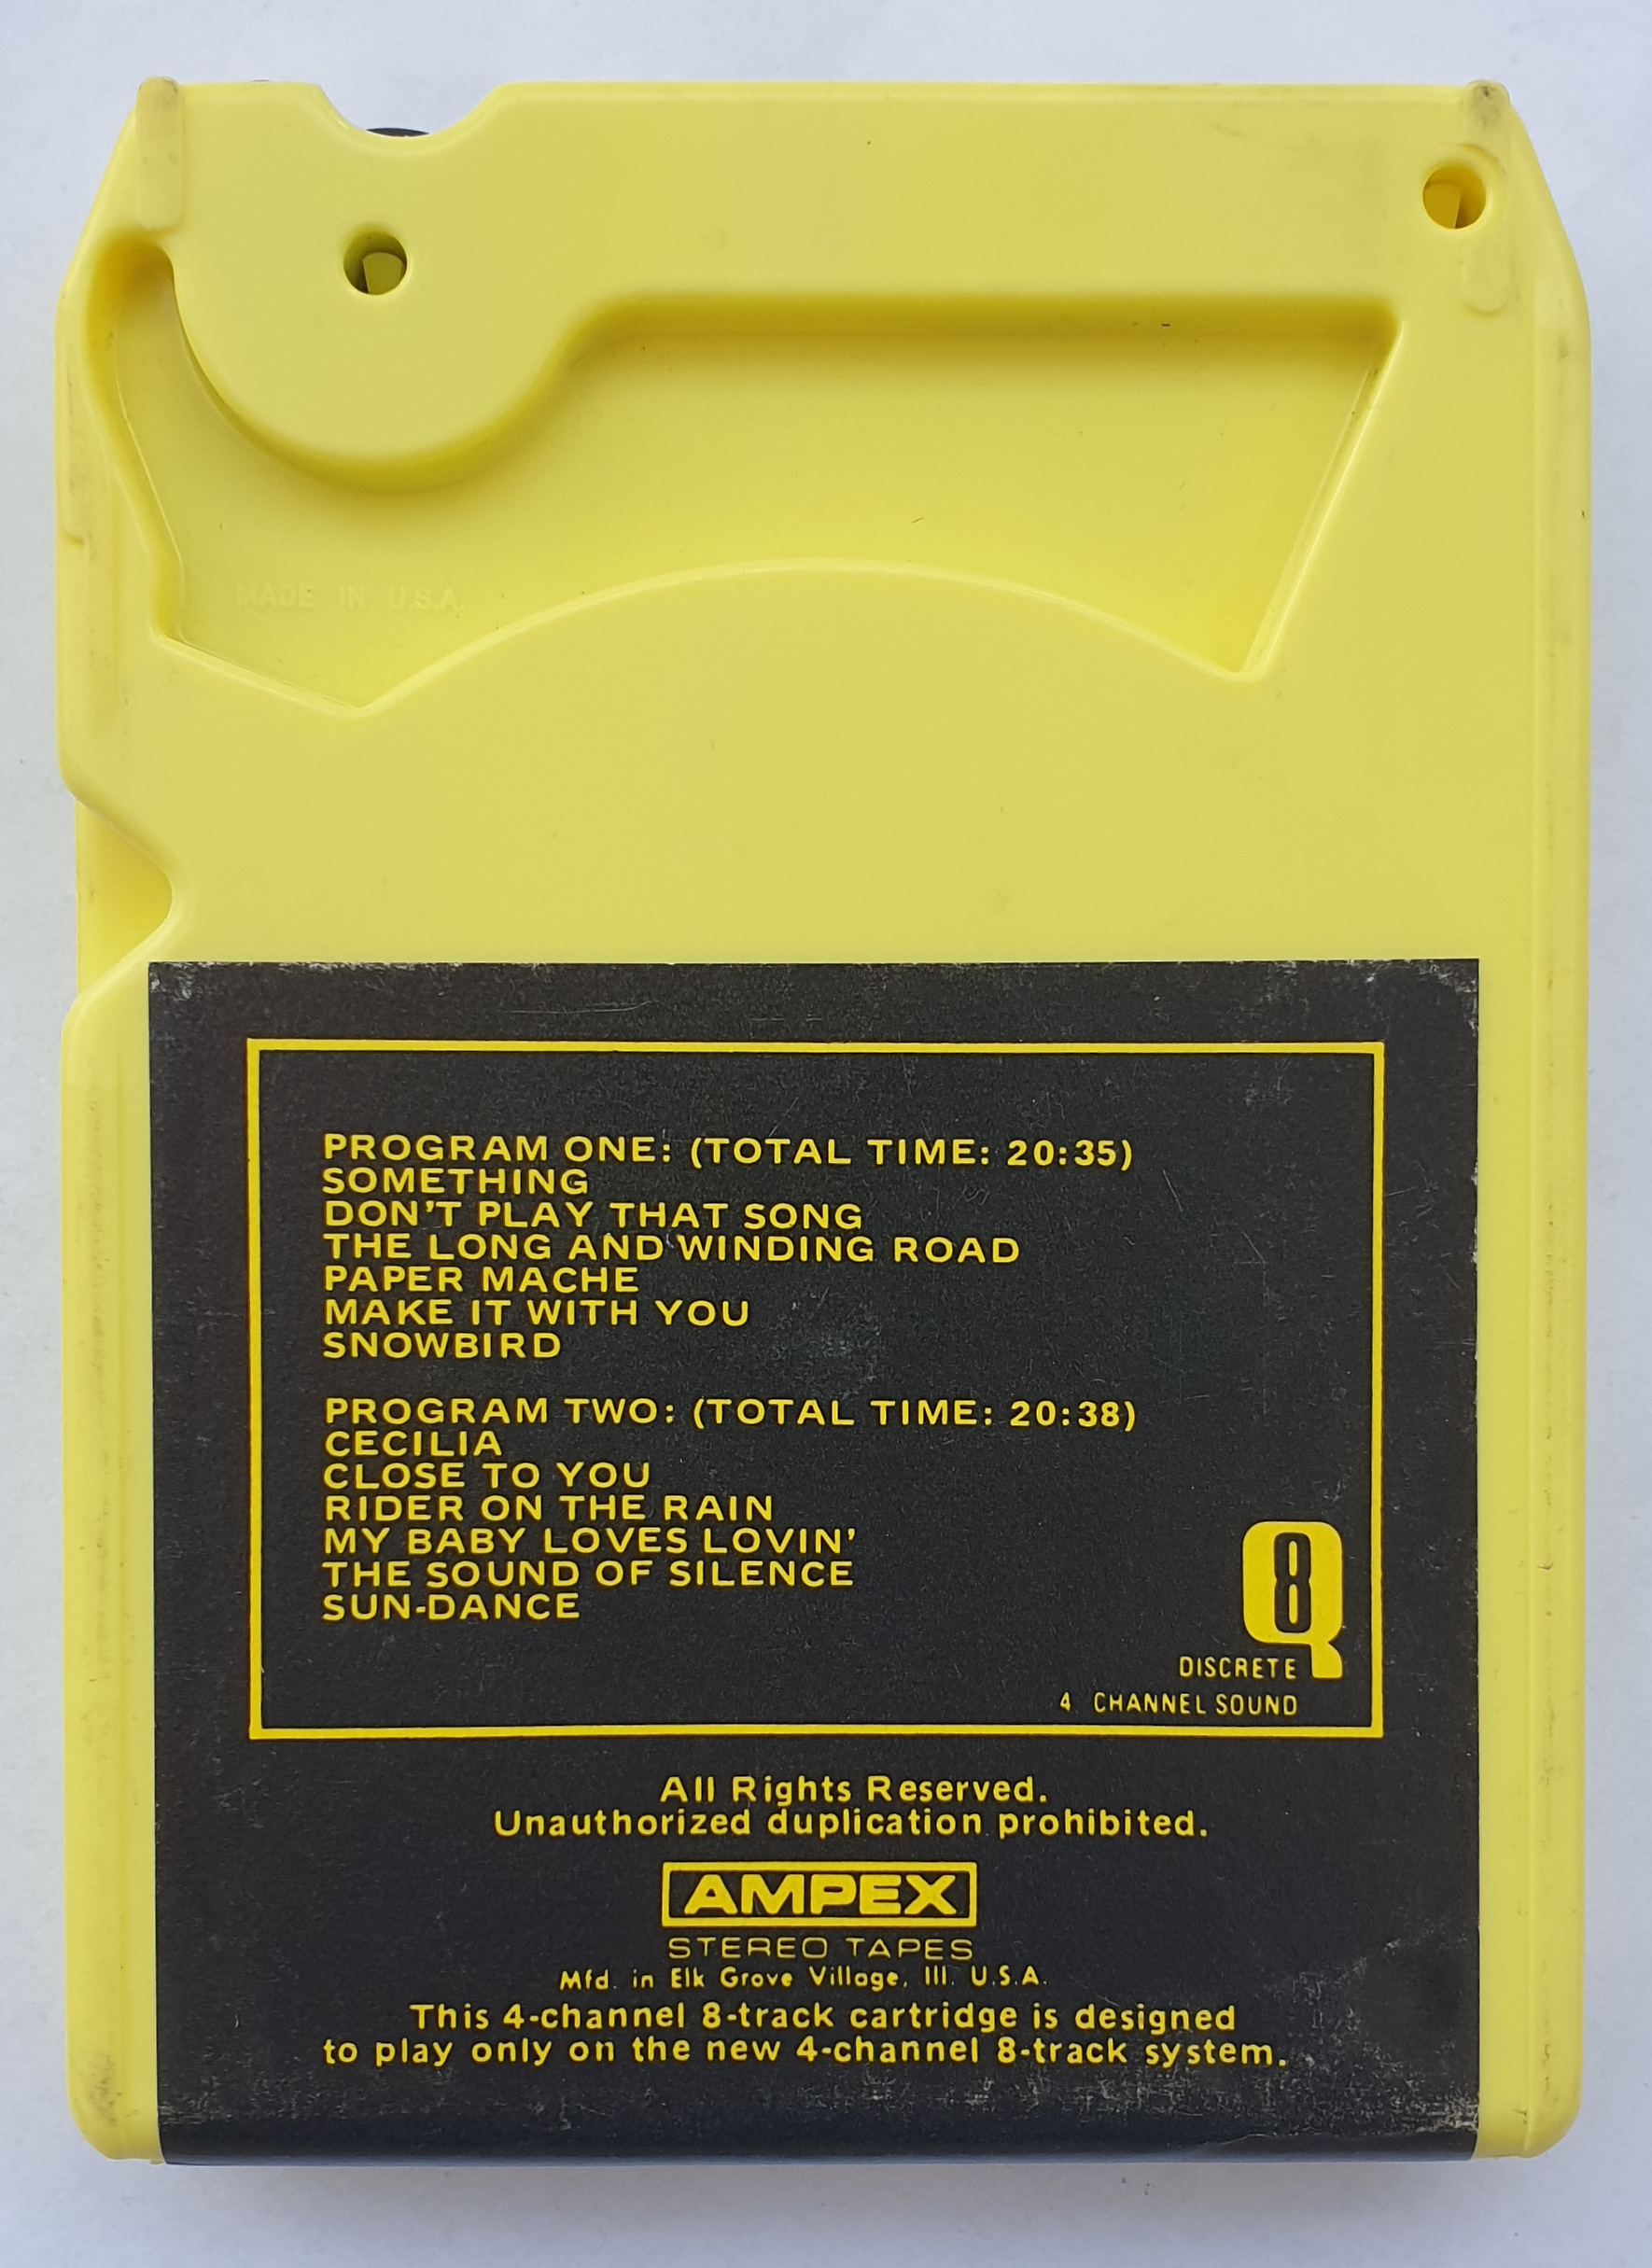 MADE IN U.S.A.
PROGRAM ONE: (TOTAL TIME: 20:35)
SOMETHING
DON'T PLAY THAT SONG
THE LONG AND WINDING ROAD
PAPER MACHE
MAKE IT WITH YOU
SNOWBIRD
PROGRAM TWO: (TOTAL TIME: 20:38)
CECILIA
CLOSE TO YOU
RIDER ON THE RAIN
MY BABY LOVES LOVIN'
THE SOUND OF SILENCE
SUN-DANCE
Q8
DISCRETE
4 CHANNEL SOUND
All Rights Reserved.
Unauthorized duplication prohibited.
AMPEX
STEREO TAPES
Mfd. in Elk Grove Village, Ill. U.S.A.
This 4-channel 8-track cartridge is designed
to play only on the new 4-channel 8-track system.